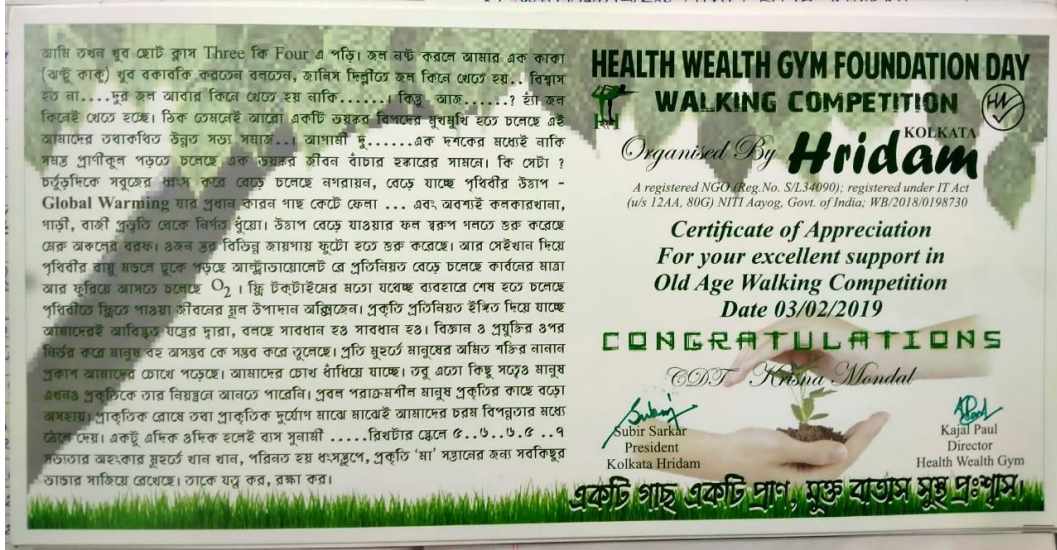 আমি তখন খুব ছোট ক্লাস Three কি Four এ পড়ি। জল নষ্ট করলে আমার এক কাকা
(ঝন্টু কাকু) খুব বকাবকি করতেন বলতেন, জানিস দিল্লীতে জল কিনে খেতে হয়.. বিশ্বাস
হত না....দুর জল আবার কিনে খেতে হয় নাকি......। কিন্তু আজ......? হ্যাঁ জল
কিনেই খেতে হচ্ছে। ঠিক তেমনেই আরো একটি ভয়ঙ্কর বিপদের মুখমুখি হতে চলেছে এই
আমাদের তথাকথিত উন্নত সভ্য সমাজ..। আগামী দু......এক দশকের মধ্যেই নাকি
সমস্ত প্রাণীকুল পড়তে চলেছে এক ভয়ঙ্কর জীবন বাঁচার হুঙ্কারের সামনে। কি সেটা ?
চর্তুদিকে সবুজের ধ্বংস করে বেড়ে চলেছে নগরায়ন, বেড়ে যাচ্ছে পৃথিবীর উত্তাপ -
Global Warming যার প্রধান কারন গাছ কেটে ফেলা ... এবং অবশ্যই কলকারখানা,
গাড়ী, বাজী প্রভৃতি থেকে নির্গত ধুঁয়ো। উত্তাপ বেড়ে যাওয়ার ফল স্বরুপ গলতে শুরু করেছে
মেরু অঞ্চলের বরফ। ওজন স্তর বিভিন্ন জায়গায় ফুটো হতে শুরু করেছে। আর সেইখান দিয়ে
পৃথিবীর বায়ু মন্ডলে ঢুকে পড়ছে আল্ট্রাভায়োলেট রে প্রতিনিয়ত বেড়ে চলেছে কার্বনের মাত্রা
আর ফুরিয়ে আসতে চলেছে O2 । ফ্রি টক্‌টাইমের মতো যথেচ্ছ ব্যবহারে শেষ হতে চলেছে
পৃথিবীতে ফ্রিতে পাওয়া জীবনের মূল উপাদান অক্সিজেন। প্রকৃতি প্রতিনিয়ত ইঙ্গিত দিয়ে যাচ্ছে
আমাদেরই আবিষ্কৃত যন্ত্রের দ্বারা, বলছে সাবধান হও সাবধান হও। বিজ্ঞান ও প্রযুক্তির ওপর
নির্ভর করে মানুষ বহু অসম্ভব কে সম্ভব করে তুলেছে। প্রতি মুহুর্তে মানুষের অমিত শক্তির নানান
প্রকাশ আমাদের চোখে পড়েছে। আমাদের চোখ ধাঁধিয়ে যাচ্ছে। তবু এতো কিছু সত্বেও মানুষ
এখনও প্রকৃতিকে তার নিয়ন্ত্রনে আনতে পারেনি। প্রবল পরাক্রমশীল মানুষ প্রকৃতির কাছে বড়ো
অসহায়। প্রাকৃতিক রোষে তথা প্রাকৃতিক দুর্যোগ মাঝে মাঝেই আমাদের চরম বিপন্নতার মধ্যে
ঠেলে দেয়। একটু এদিক ওদিক হলেই ব্যস সুনামী .....রিখটার স্কেলে ৫..৬..৬.৫ ..৭
সভ্যতার অহংকার মুহুর্তে খান খান, পরিনত হয় ধংসস্তুপে, প্রকৃতি ‘মা’ সন্তানের জন্য সবকিছুর
ভান্ডার সাজিয়ে রেখেছে। তাকে যত্ন কর, রক্ষা কর।
HEALTH WEALTH GYM FOUNDATION DAY
WALKING COMPETITION
HW
KOLKATA
Organised By Hridam
A registered NGO (Reg.No. S/L34090); registered under IT Act
(u/s 12AA, 80G) NITI Aayog, Govt. of India; WB/2018/0198730
Certificate of Appreciation
For your excellent support in
Old Age Walking Competition
Date 03/02/2019
CONGRATULATIONS
CDT Krisna Mondal
Subir Sarkar
President
Kolkata Hridam
Kajal Paul
Director
Health Wealth Gym
একটি গাছ একটি প্রাণ, মুক্ত বাতাস সুস্থ প্রঃশ্বাস।